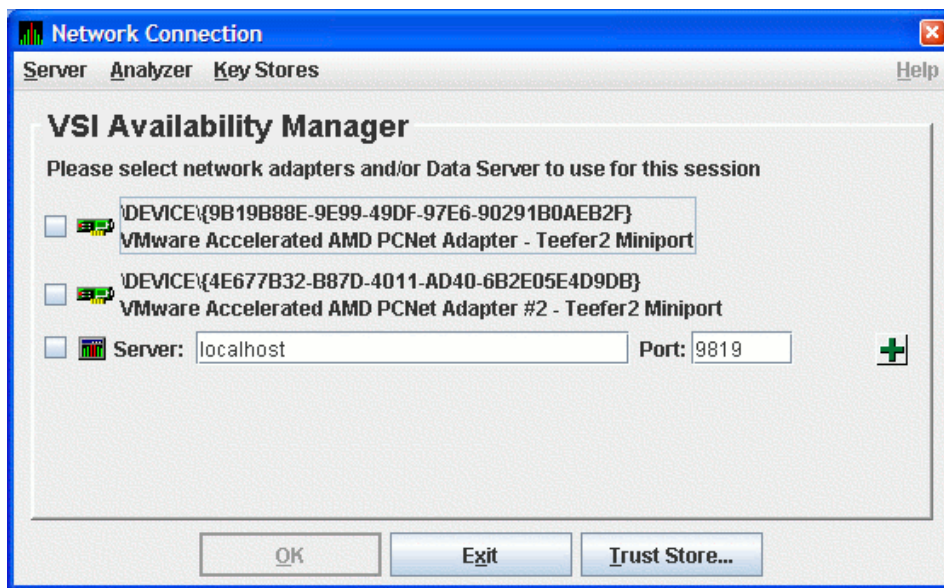 Network Connection
Server Analyzer Key Stores Help
VSI Availability Manager
Please select network adapters and/or Data Server to use for this session
\DEVICE\{9B19B88E-9E99-49DF-97E6-90291B0AEB2F}
VMware Accelerated AMD PCNet Adapter - Teefer2 Miniport
\DEVICE\{4E677B32-B87D-4011-AD40-6B2E05E4D9DB}
VMware Accelerated AMD PCNet Adapter #2 - Teefer2 Miniport
Server: localhost Port: 9819
OK Exit Trust Store...